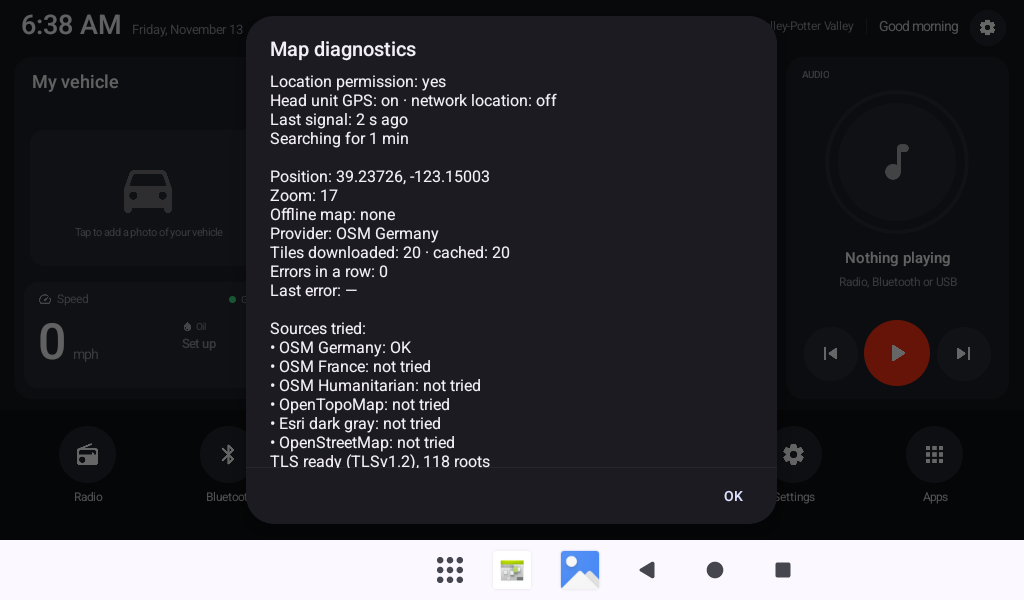 6:38 AM
Friday, November 13
lley-Potter Valley
Good morning
My vehicle
Tap to add a photo of your vehicle
Speed
0 mph
Oil
Set up
Map diagnostics
Location permission: yes
Head unit GPS: on · network location: off
Last signal: 2 s ago
Searching for 1 min
Position: 39.23726, -123.15003
Zoom: 17
Offline map: none
Provider: OSM Germany
Tiles downloaded: 20 · cached: 20
Errors in a row: 0
Last error: —
Sources tried:
• OSM Germany: OK
• OSM France: not tried
• OSM Humanitarian: not tried
• OpenTopoMap: not tried
• Esri dark gray: not tried
• OpenStreetMap: not tried
TLS ready (TLSv1.2), 118 roots
OK
AUDIO
Nothing playing
Radio, Bluetooth or USB
Radio
Bluetoot
Settings
Apps